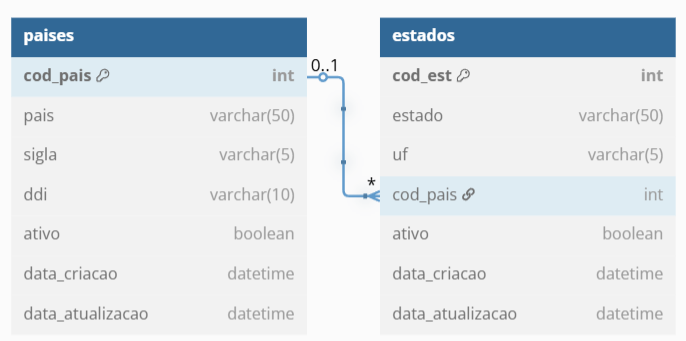 paises
cod_pais int
pais varchar(50)
sigla varchar(5)
ddi varchar(10)
ativo boolean
data_criacao datetime
data_atualizacao datetime
0..1
*
estados
cod_est int
estado varchar(50)
uf varchar(5)
cod_pais int
ativo boolean
data_criacao datetime
data_atualizacao datetime